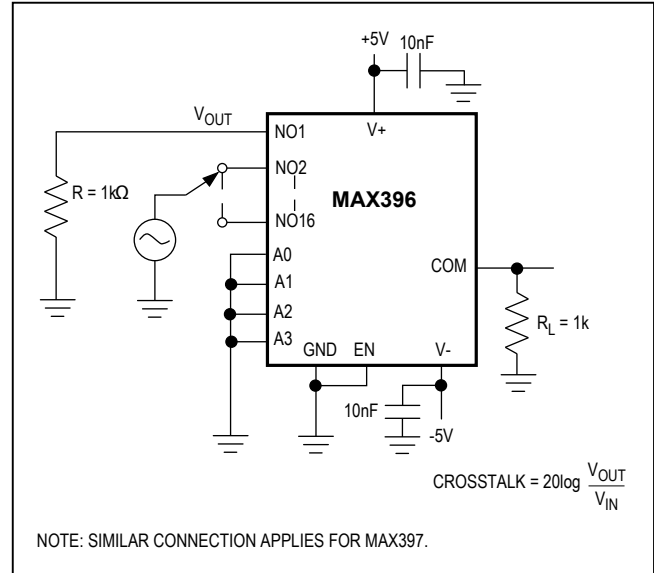 +5V
10nF
VOUT
NO1
V+
NO2
R = 1kΩ
MAX396
NO16
A0
COM
A1
A2
RL = 1k
A3
GND
EN
V-
10nF
-5V
CROSSTALK = 20log VOUT
VIN
NOTE: SIMILAR CONNECTION APPLIES FOR MAX397.